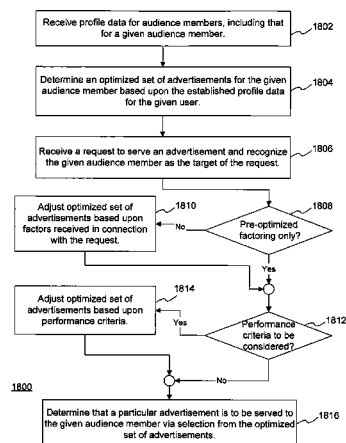 Receive profile data for audience members, including that
for a given audience member.
1802
Determine an optimized set of advertisements for the given
audience member based upon the established profile data
for the given user.
1804
Receive a request to serve an advertisement and recognize
the given audience member as the target of the request.
1806
1808
Pre-optimized
factoring only?
No
Yes
1810
Adjust optimized set of
advertisements based upon
factors received in connection
with the request.
1812
Performance
criteria to be
considered?
Yes
No
1814
Adjust optimized set of
advertisements based upon
performance criteria.
1800
Determine that a particular advertisement is to be served to
the given audience member via selection from the optimized
set of advertisements.
1816